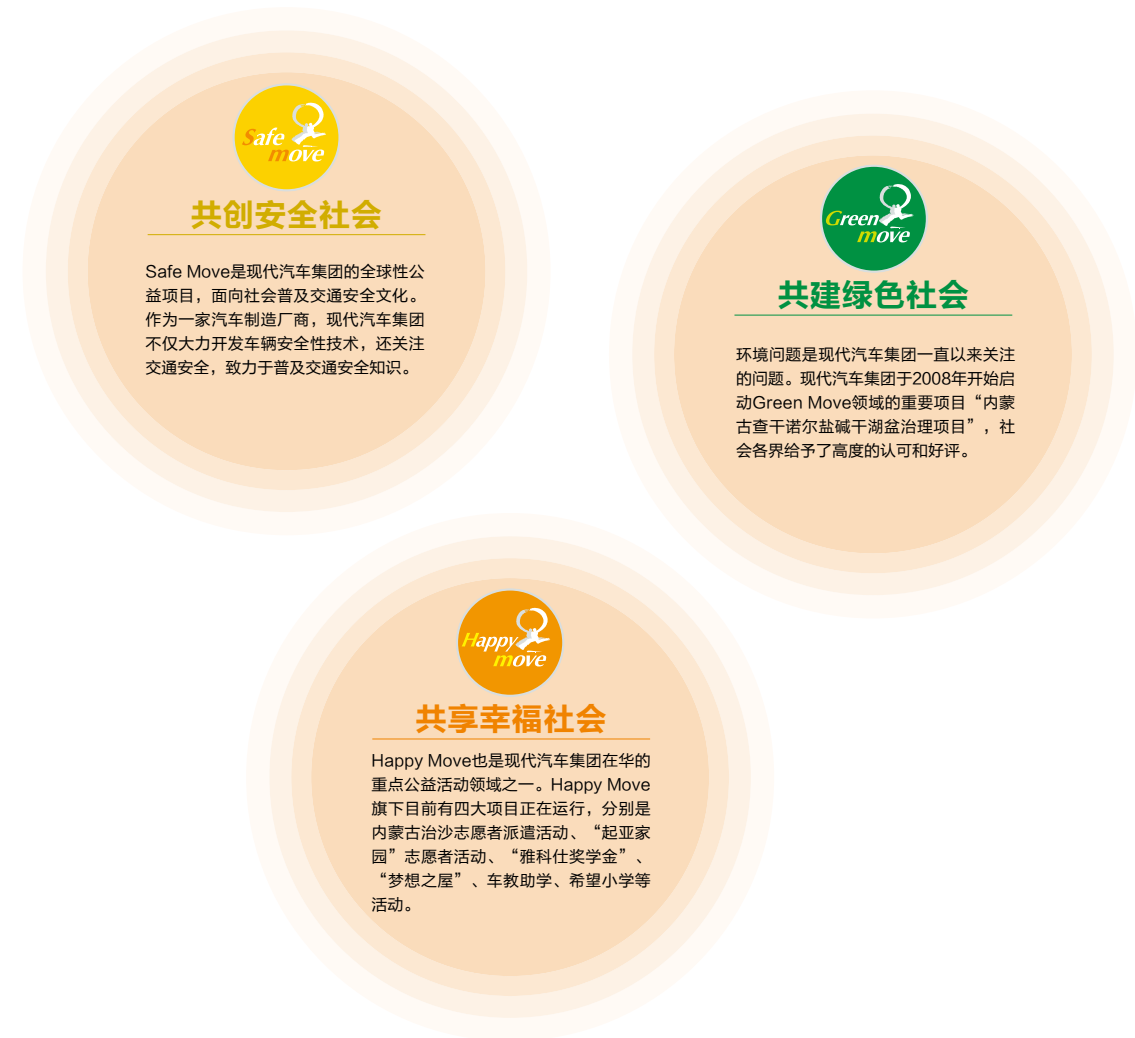 Safe
move
共创安全社会
Safe Move是现代汽车集团的全球性公
益项目，面向社会普及交通安全文化。
作为一家汽车制造厂商，现代汽车集团
不仅大力开发车辆安全性技术，还关注
交通安全，致力于普及交通安全知识。
Green
move
共建绿色社会
环境问题是现代汽车集团一直以来关注
的问题。现代汽车集团于2008年开始启
动Green Move领域的重要项目“内蒙
古查干诺尔盐碱干湖盆治理项目”，社
会各界给予了高度的认可和好评。
Happy
move
共享幸福社会
Happy Move也是现代汽车集团在华的
重点公益活动领域之一。Happy Move
旗下目前有四大项目正在运行，分别是
内蒙古治沙志愿者派遣活动、“起亚家
园”志愿者活动、“雅科仕奖学金”、
“梦想之屋”、车教助学、希望小学等
活动。